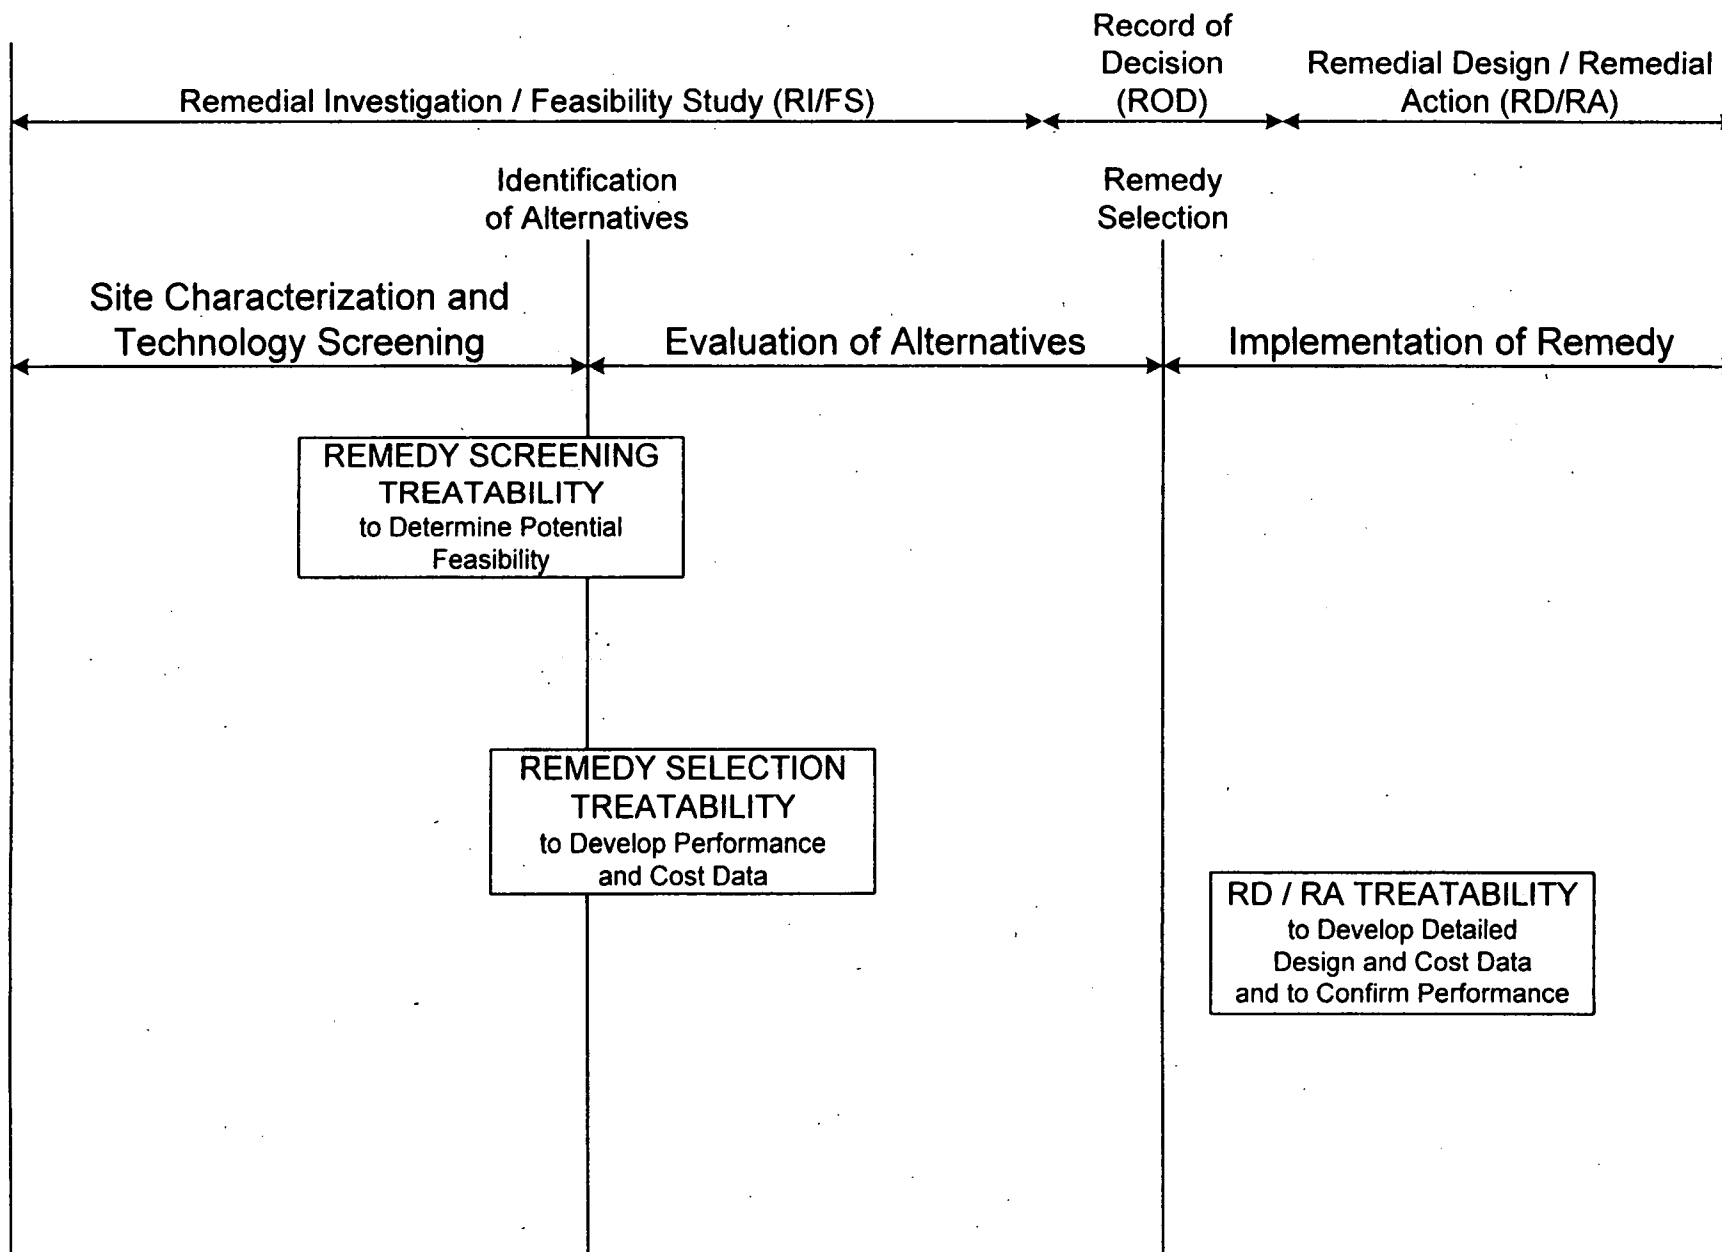 Remedial Investigation / Feasibility Study (RI/FS)
Record of
Decision
(ROD)
Remedial Design / Remedial
Action (RD/RA)
Identification
of Alternatives
Remedy
Selection
Site Characterization and
Technology Screening
Evaluation of Alternatives
Implementation of Remedy
REMEDY SCREENING
TREATABILITY
to Determine Potential
Feasibility
REMEDY SELECTION
TREATABILITY
to Develop Performance
and Cost Data
RD / RA TREATABILITY
to Develop Detailed
Design and Cost Data
and to Confirm Performance